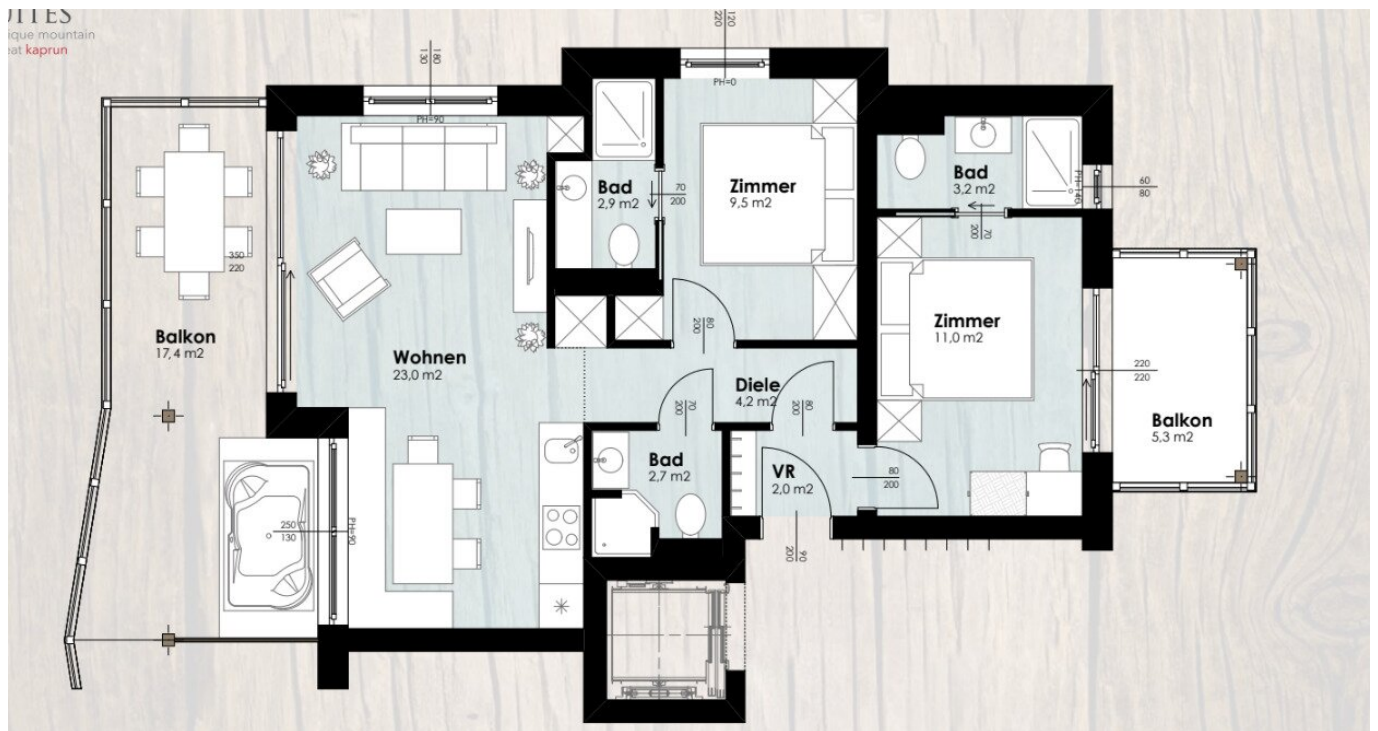 SUITES
unique mountain
retreat kaprun
120
220
180
130
PH=0
PH=90
Bad
2,9 m2
70
200
Zimmer
9,5 m2
Bad
3,2 m2
PH=146
60
80
70
200
350
220
Balkon
17,4 m2
Wohnen
23,0 m2
80
200
Zimmer
11,0 m2
220
220
Diele
4,2 m2
70
200
80
200
Balkon
5,3 m2
Bad
2,7 m2
VR
2,0 m2
80
200
250
130
PH=90
90
200